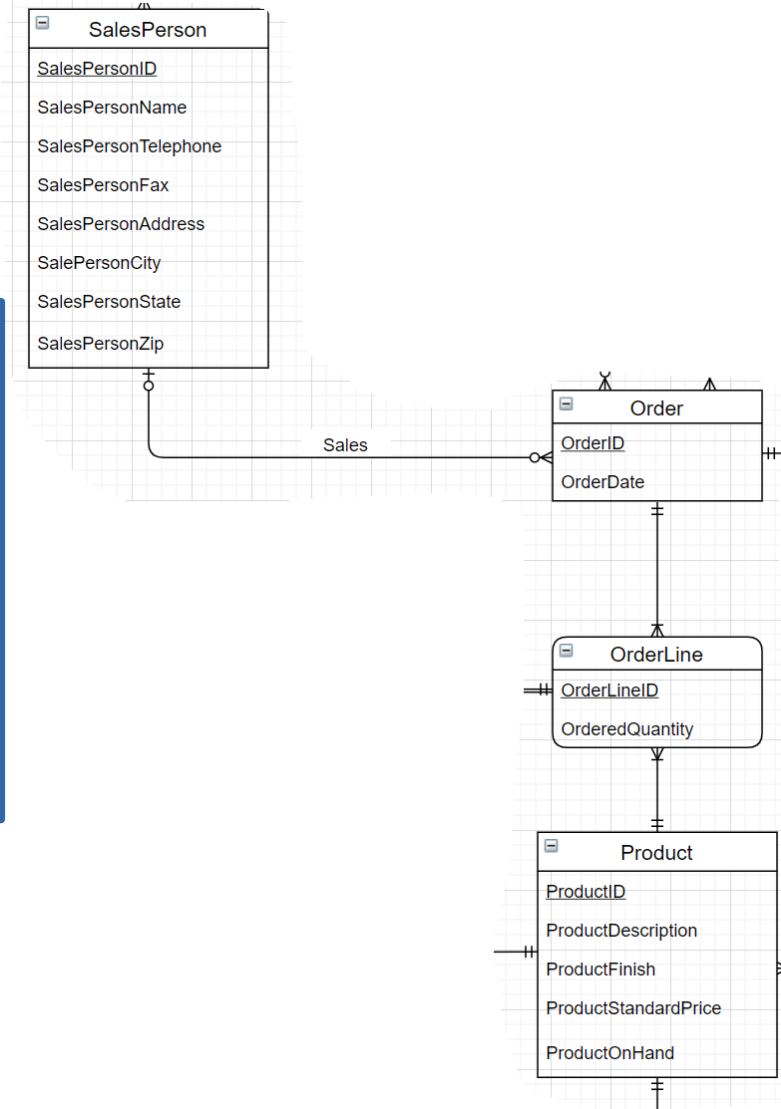 SalesPerson
SalesPersonID
SalesPersonName
SalesPersonTelephone
SalesPersonFax
SalesPersonAddress
SalePersonCity
SalesPersonState
SalesPersonZip
Sales
Order
OrderID
OrderDate
OrderLine
OrderLineID
OrderedQuantity
Product
ProductID
ProductDescription
ProductFinish
ProductStandardPrice
ProductOnHand